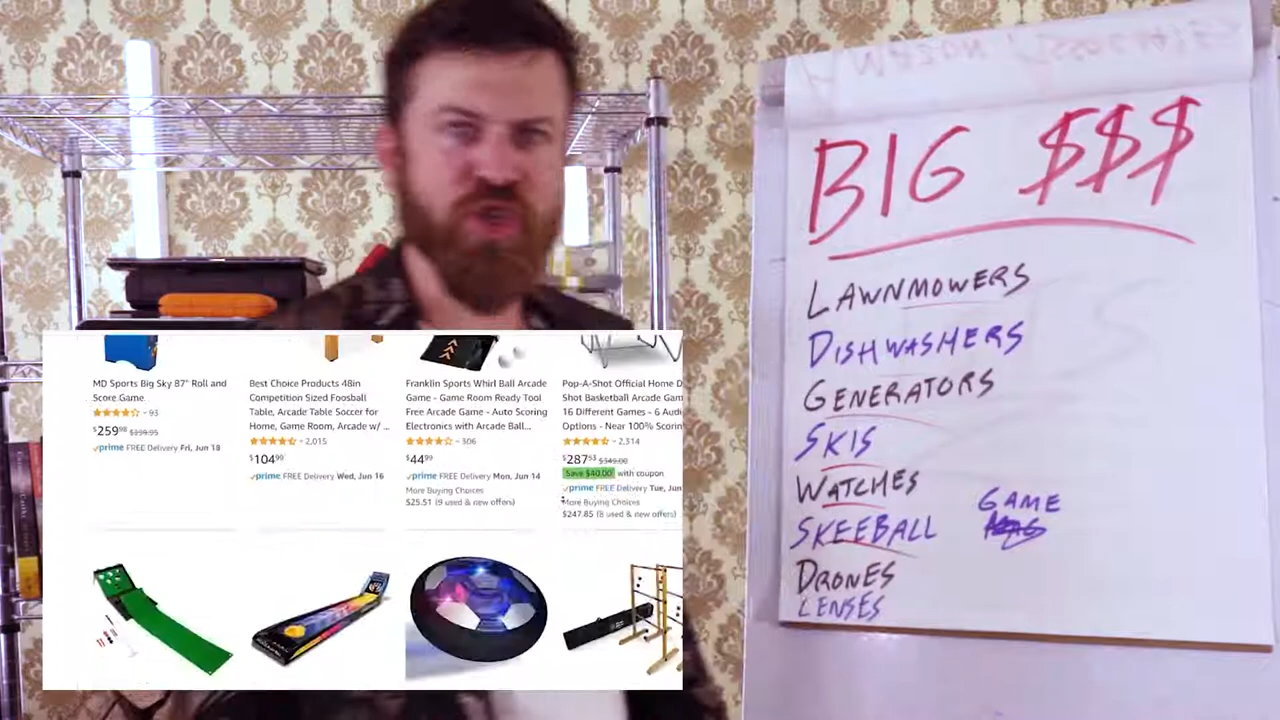 AMAZON ASSOCIATES
BIG $$$
LAWNMOWERS
DISHWASHERS
GENERATORS
SKIS
WATCHES
SKEEBALL
GAME
DRONES
LENSES
MD Sports Big Sky 87" Roll and
Score Game
93
$259.98 $399.95
prime FREE Delivery Fri, Jun 18
Best Choice Products 48in
Competition Sized Foosball
Table, Arcade Table Soccer for
Home, Game Room, Arcade w/ ...
2,015
$104.99
prime FREE Delivery Wed, Jun 16
Franklin Sports Whirl Ball Arcade
Game - Game Room Ready Tool
Free Arcade Game - Auto Scoring
Electronics with Arcade Ball...
306
$44.99
prime FREE Delivery Mon, Jun 14
More Buying Choices
$25.51 (9 used & new offers)
Pop-A-Shot Official Home D
Shot Basketball Arcade Gam
16 Different Games - 6 Audi
Options - Near 100% Scorin
2,314
$287.53 $349.00
Save $40.00 with coupon
prime FREE Delivery Tue, Jun
More Buying Choices
$247.85 (8 used & new offers)